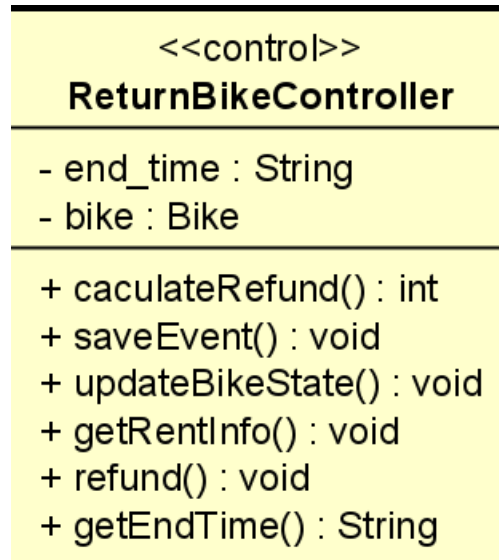 <<control>>
ReturnBikeController
- end_time : String
- bike : Bike
+ caculateRefund() : int
+ saveEvent() : void
+ updateBikeState() : void
+ getRentInfo() : void
+ refund() : void
+ getEndTime() : String